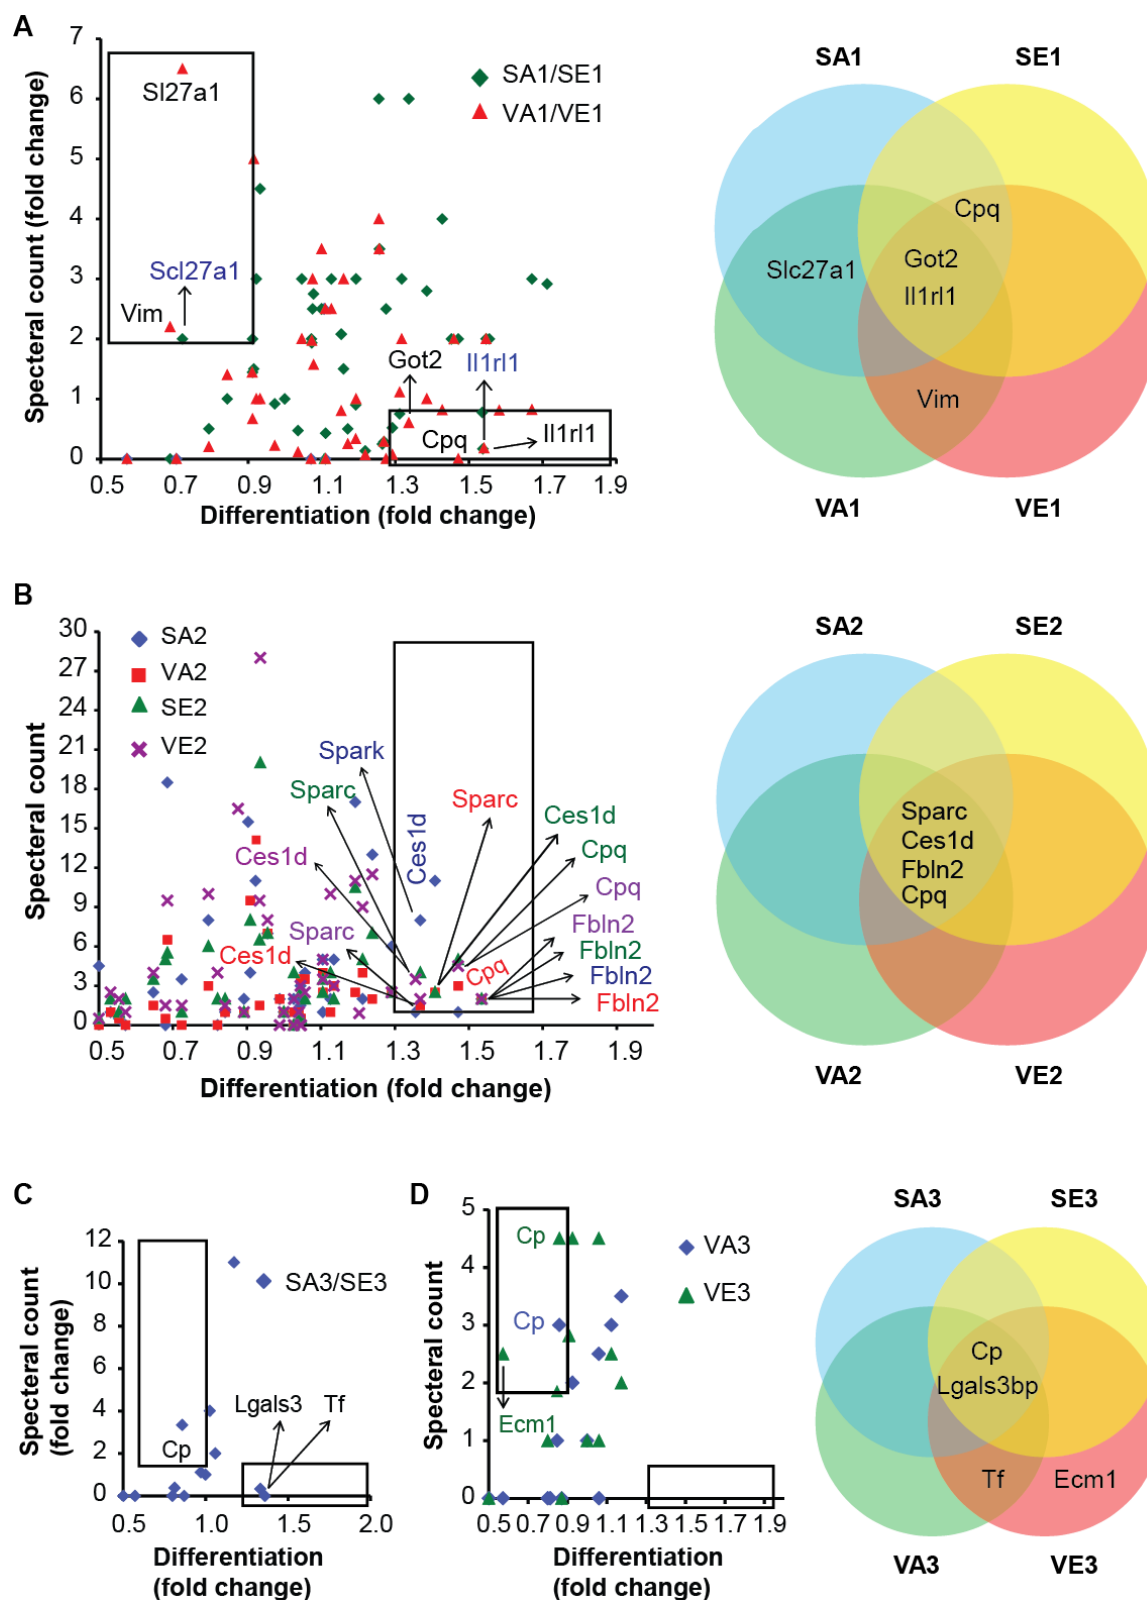 A
Specteral count (fold change)
7
6
5
4
3
2
1
0
0.5 0.7 0.9 1.1 1.3 1.5 1.7 1.9
Differentiation (fold change)
SA1/SE1
VA1/VE1
Sl27a1
Scl27a1
Vim
Got2
Il1rl1
Cpq
Il1rl1
SA1
SE1
Cpq
Slc27a1
Got2
Il1rl1
Vim
VA1
VE1
B
Specteral count
30
27
24
21
18
15
12
9
6
3
0
0.5 0.7 0.9 1.1 1.3 1.5 1.7 1.9
Differentiation (fold change)
SA2
VA2
SE2
VE2
Spark
Sparc
Ces1d
Sparc
Ces1d
Ces1d
Sparc
Ces1d
Cpq
Cpq
Fbln2
Fbln2
Fbln2
Fbln2
Cpq
SA2
SE2
Sparc
Ces1d
Fbln2
Cpq
VA2
VE2
C
Specteral count
(fold change)
12
10
8
6
4
2
0
0.5 1.0 1.5 2.0
Differentiation
(fold change)
SA3/SE3
Lgals3
Tf
Cp
D
Specteral count
5
4
3
2
1
0
0.5 0.7 0.9 1.1 1.3 1.5 1.7 1.9
Differentiation
(fold change)
VA3
VE3
Cp
Cp
Ecm1
SA3
SE3
Cp
Lgals3bp
Tf
Ecm1
VA3
VE3